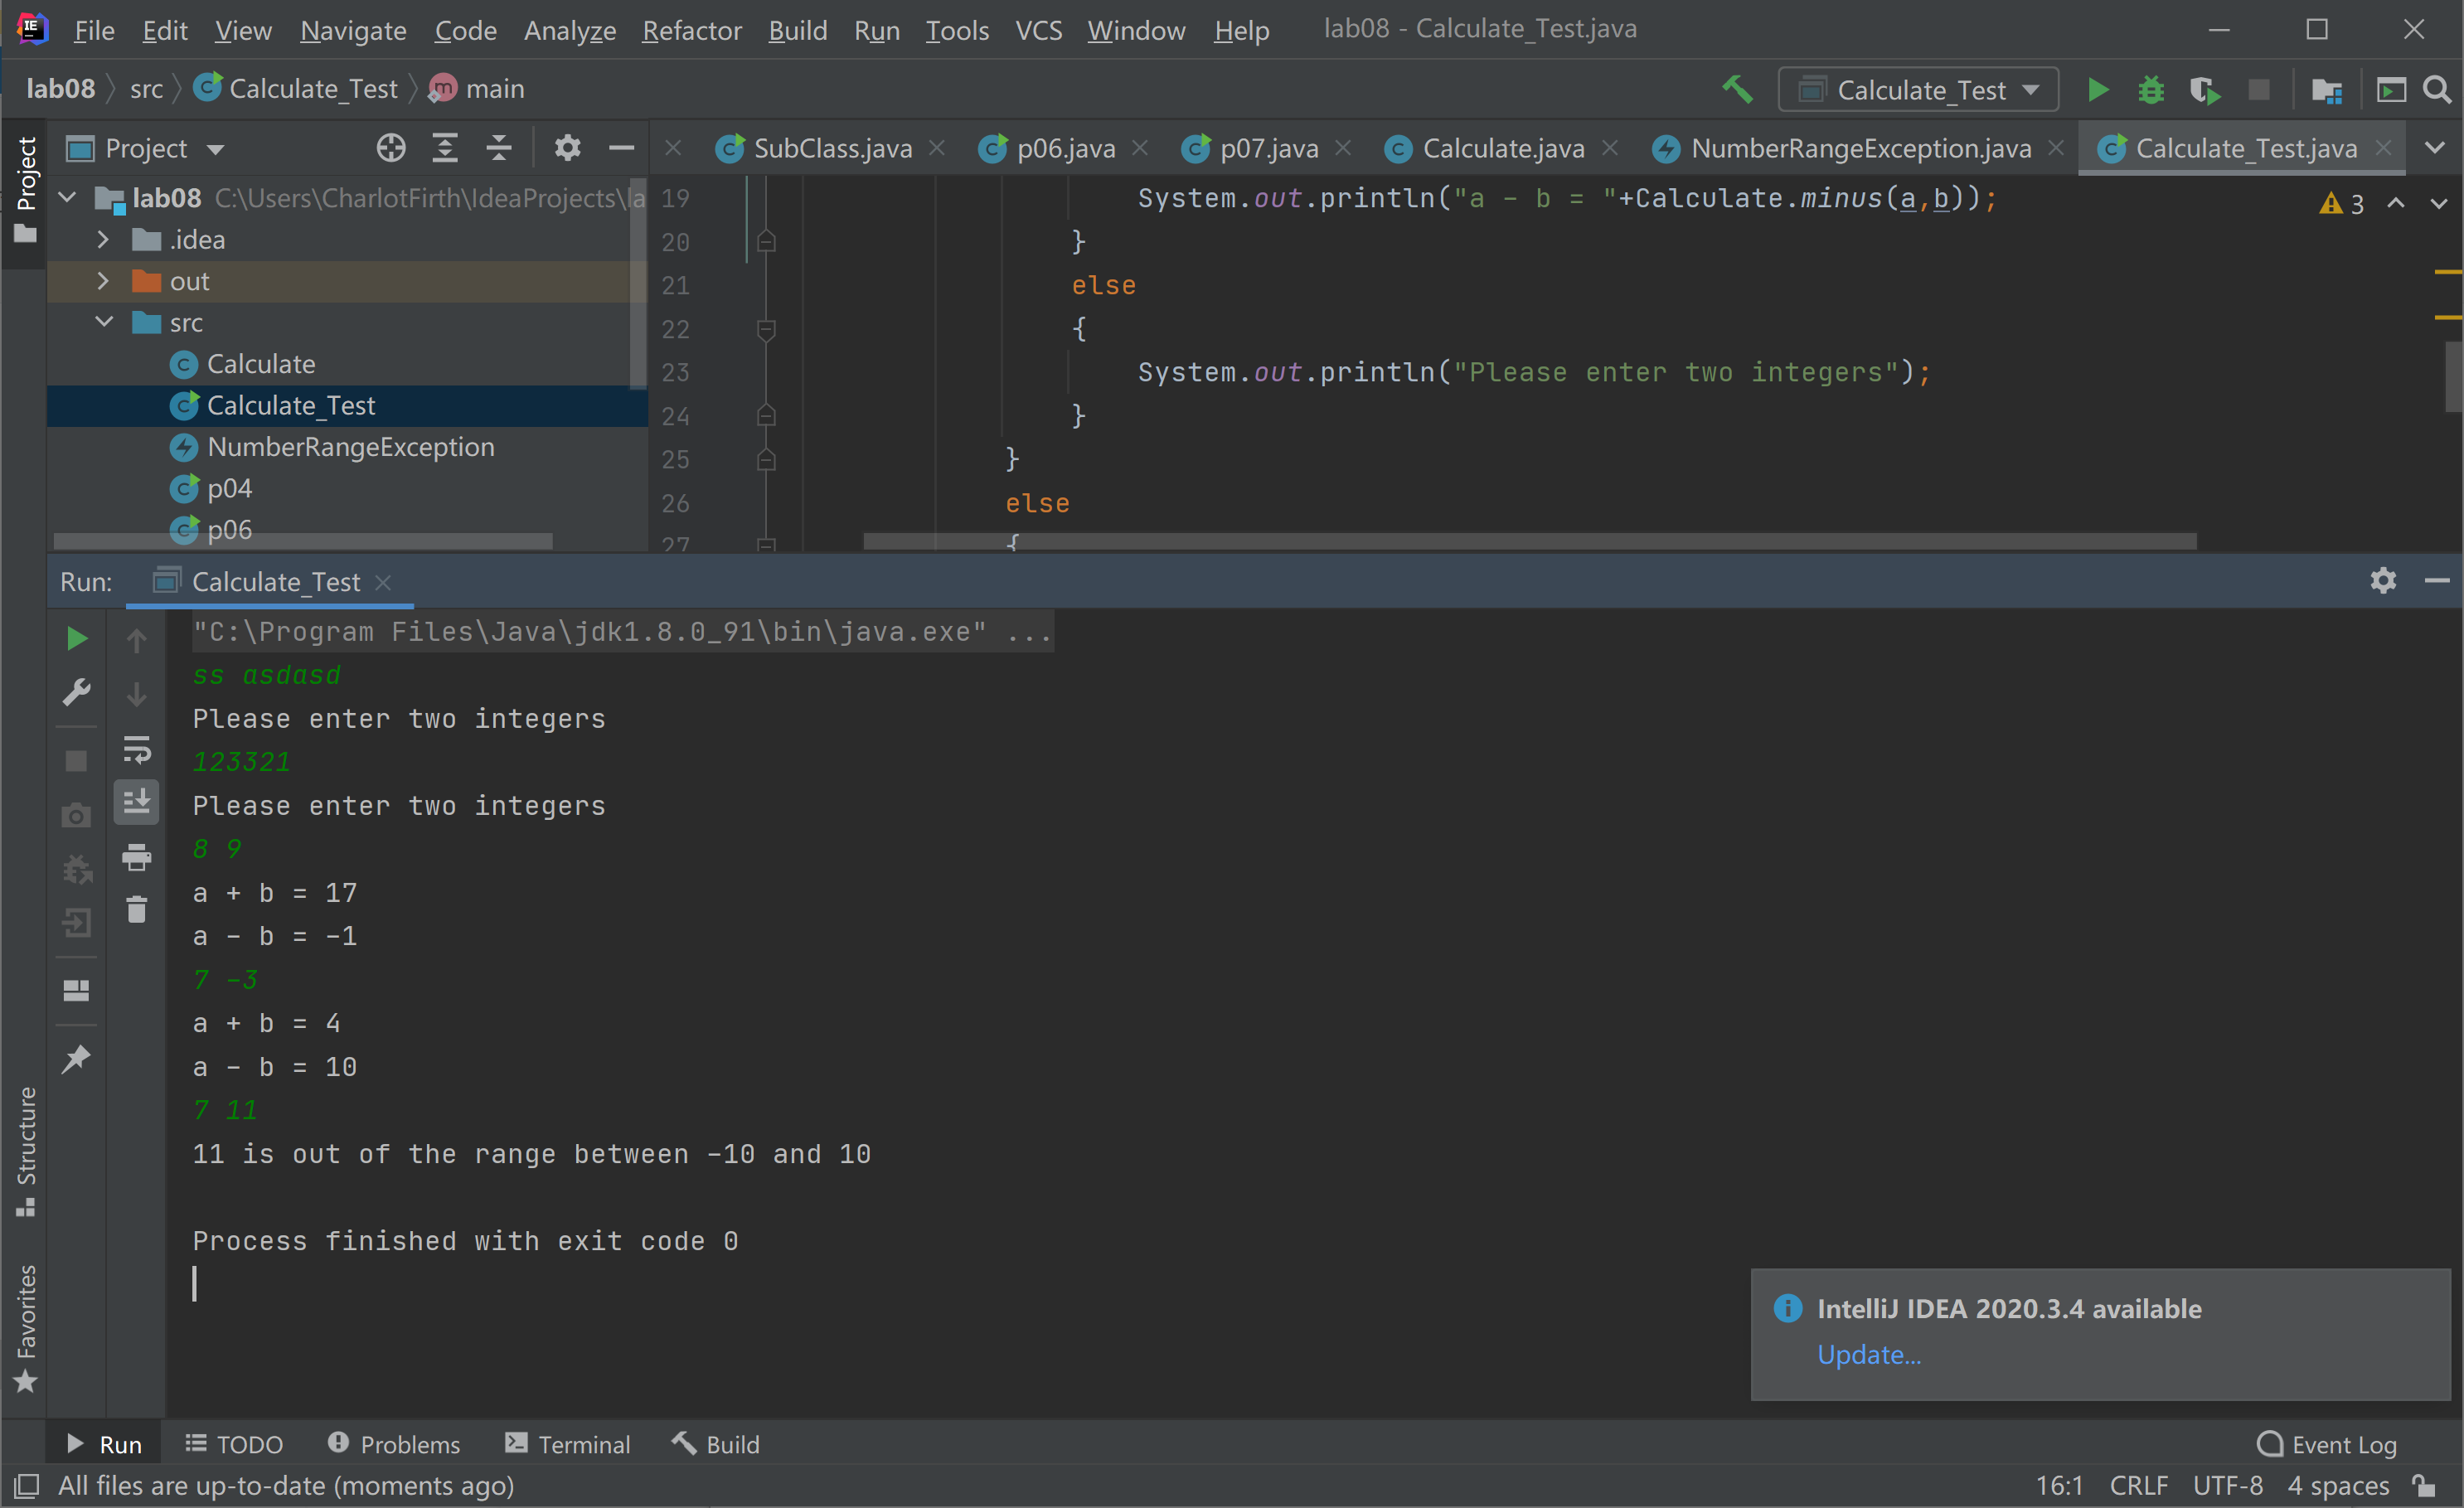 File Edit View Navigate Code Analyze Refactor Build Run Tools VCS Window Help lab08 - Calculate_Test.java
lab08 src Calculate_Test main Calculate_Test
Project
Project
SubClass.java p06.java p07.java Calculate.java NumberRangeException.java Calculate_Test.java
lab08 C:\Users\CharlotFirth\IdeaProjects\la
.idea
out
src
Calculate
Calculate_Test
NumberRangeException
p04
p06
19 System.out.println("a - b = "+Calculate.minus(a,b));
3
20 }
21 else
22 {
23 System.out.println("Please enter two integers");
24 }
25 }
26 else
27 {
Run: Calculate_Test
"C:\Program Files\Java\jdk1.8.0_91\bin\java.exe" ...
ss asdasd
Please enter two integers
123321
Please enter two integers
8 9
a + b = 17
a - b = -1
7 -3
a + b = 4
a - b = 10
7 11
11 is out of the range between -10 and 10
Process finished with exit code 0
Structure
Favorites
IntelliJ IDEA 2020.3.4 available
Update...
Run TODO Problems Terminal Build Event Log
All files are up-to-date (moments ago) 16:1 CRLF UTF-8 4 spaces